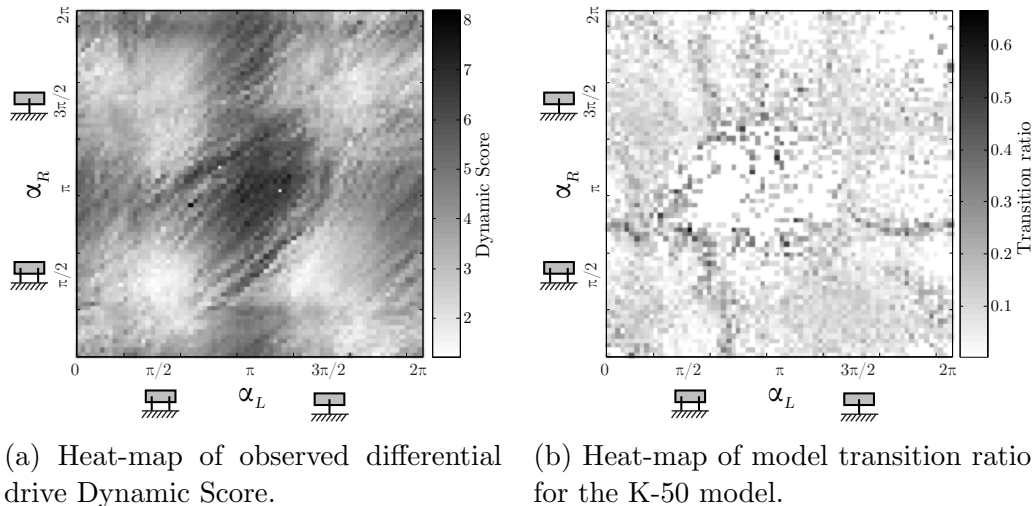 2π
3π/2
π
π/2
α_R
0 π/2 π 3π/2 2π
α_L
8
7
6
5
4
3
2
Dynamic Score
2π
3π/2
π
π/2
α_R
0 π/2 π 3π/2 2π
α_L
0.6
0.5
0.4
0.3
0.2
0.1
Transition ratio
(a) Heat-map of observed differential
drive Dynamic Score.
(b) Heat-map of model transition ratio
for the K-50 model.